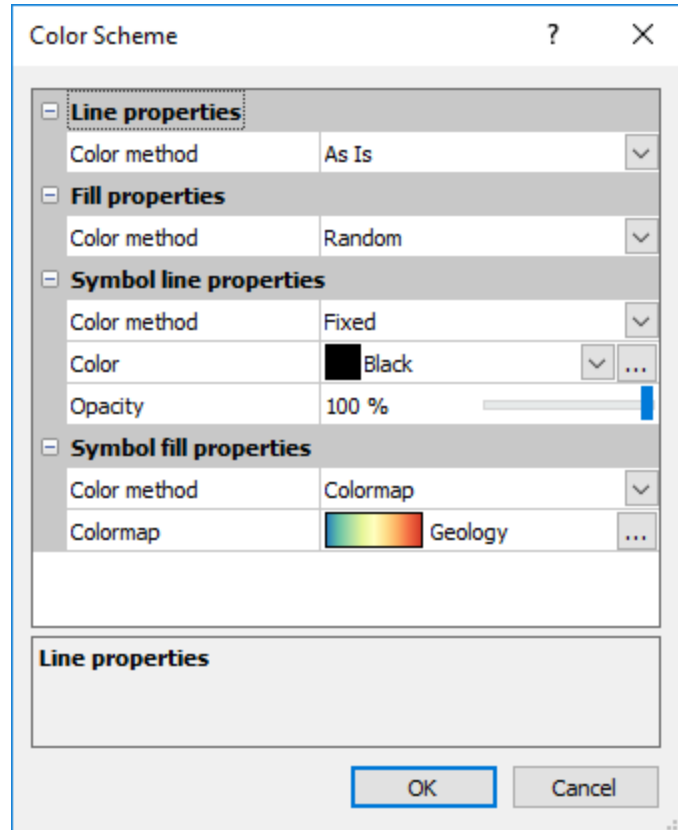 Color Scheme ? 
Line properties
Color method As Is
Fill properties
Color method Random
Symbol line properties
Color method Fixed
Color Black ...
Opacity 100 %
Symbol fill properties
Color method Colormap
Colormap Geology ...
Line properties
OK Cancel